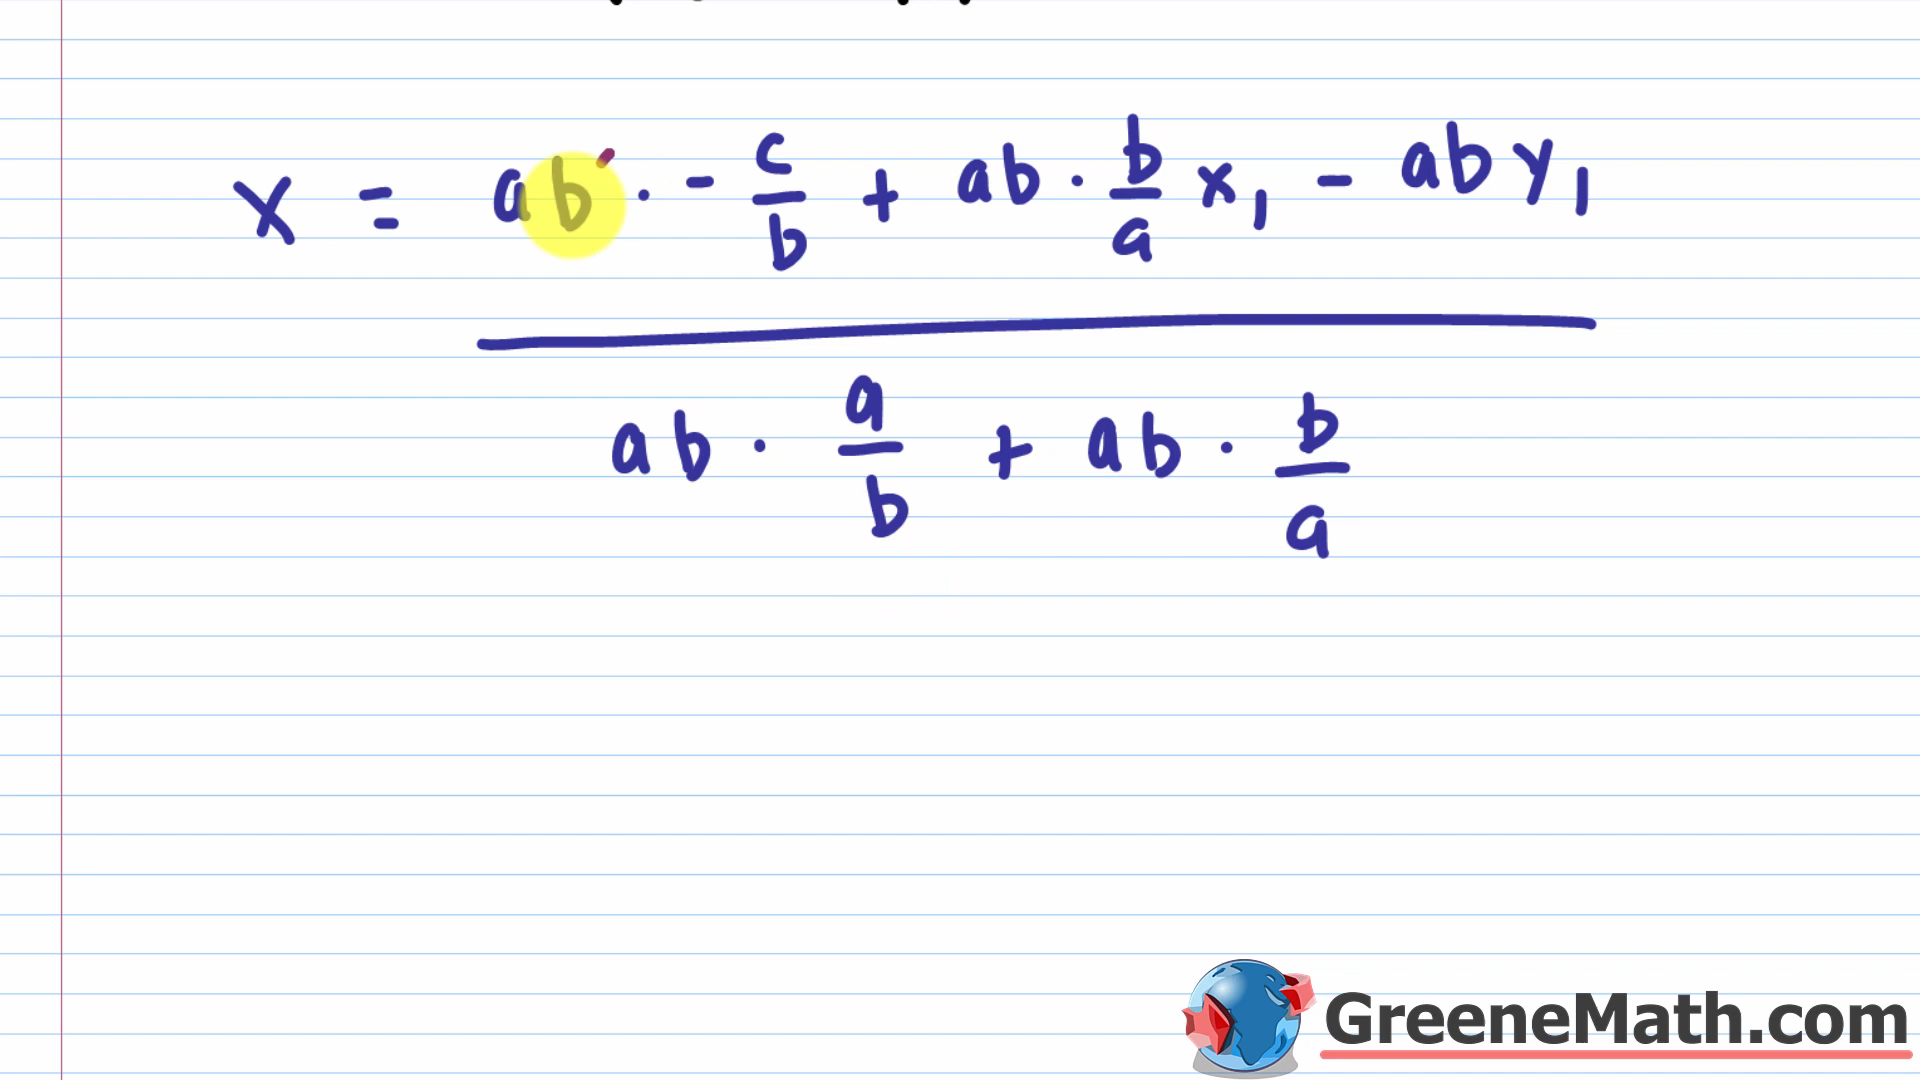 x = ab · - c/b + ab · b/a x₁ - ab y₁
ab · a/b + ab · b/a
GreeneMath.com